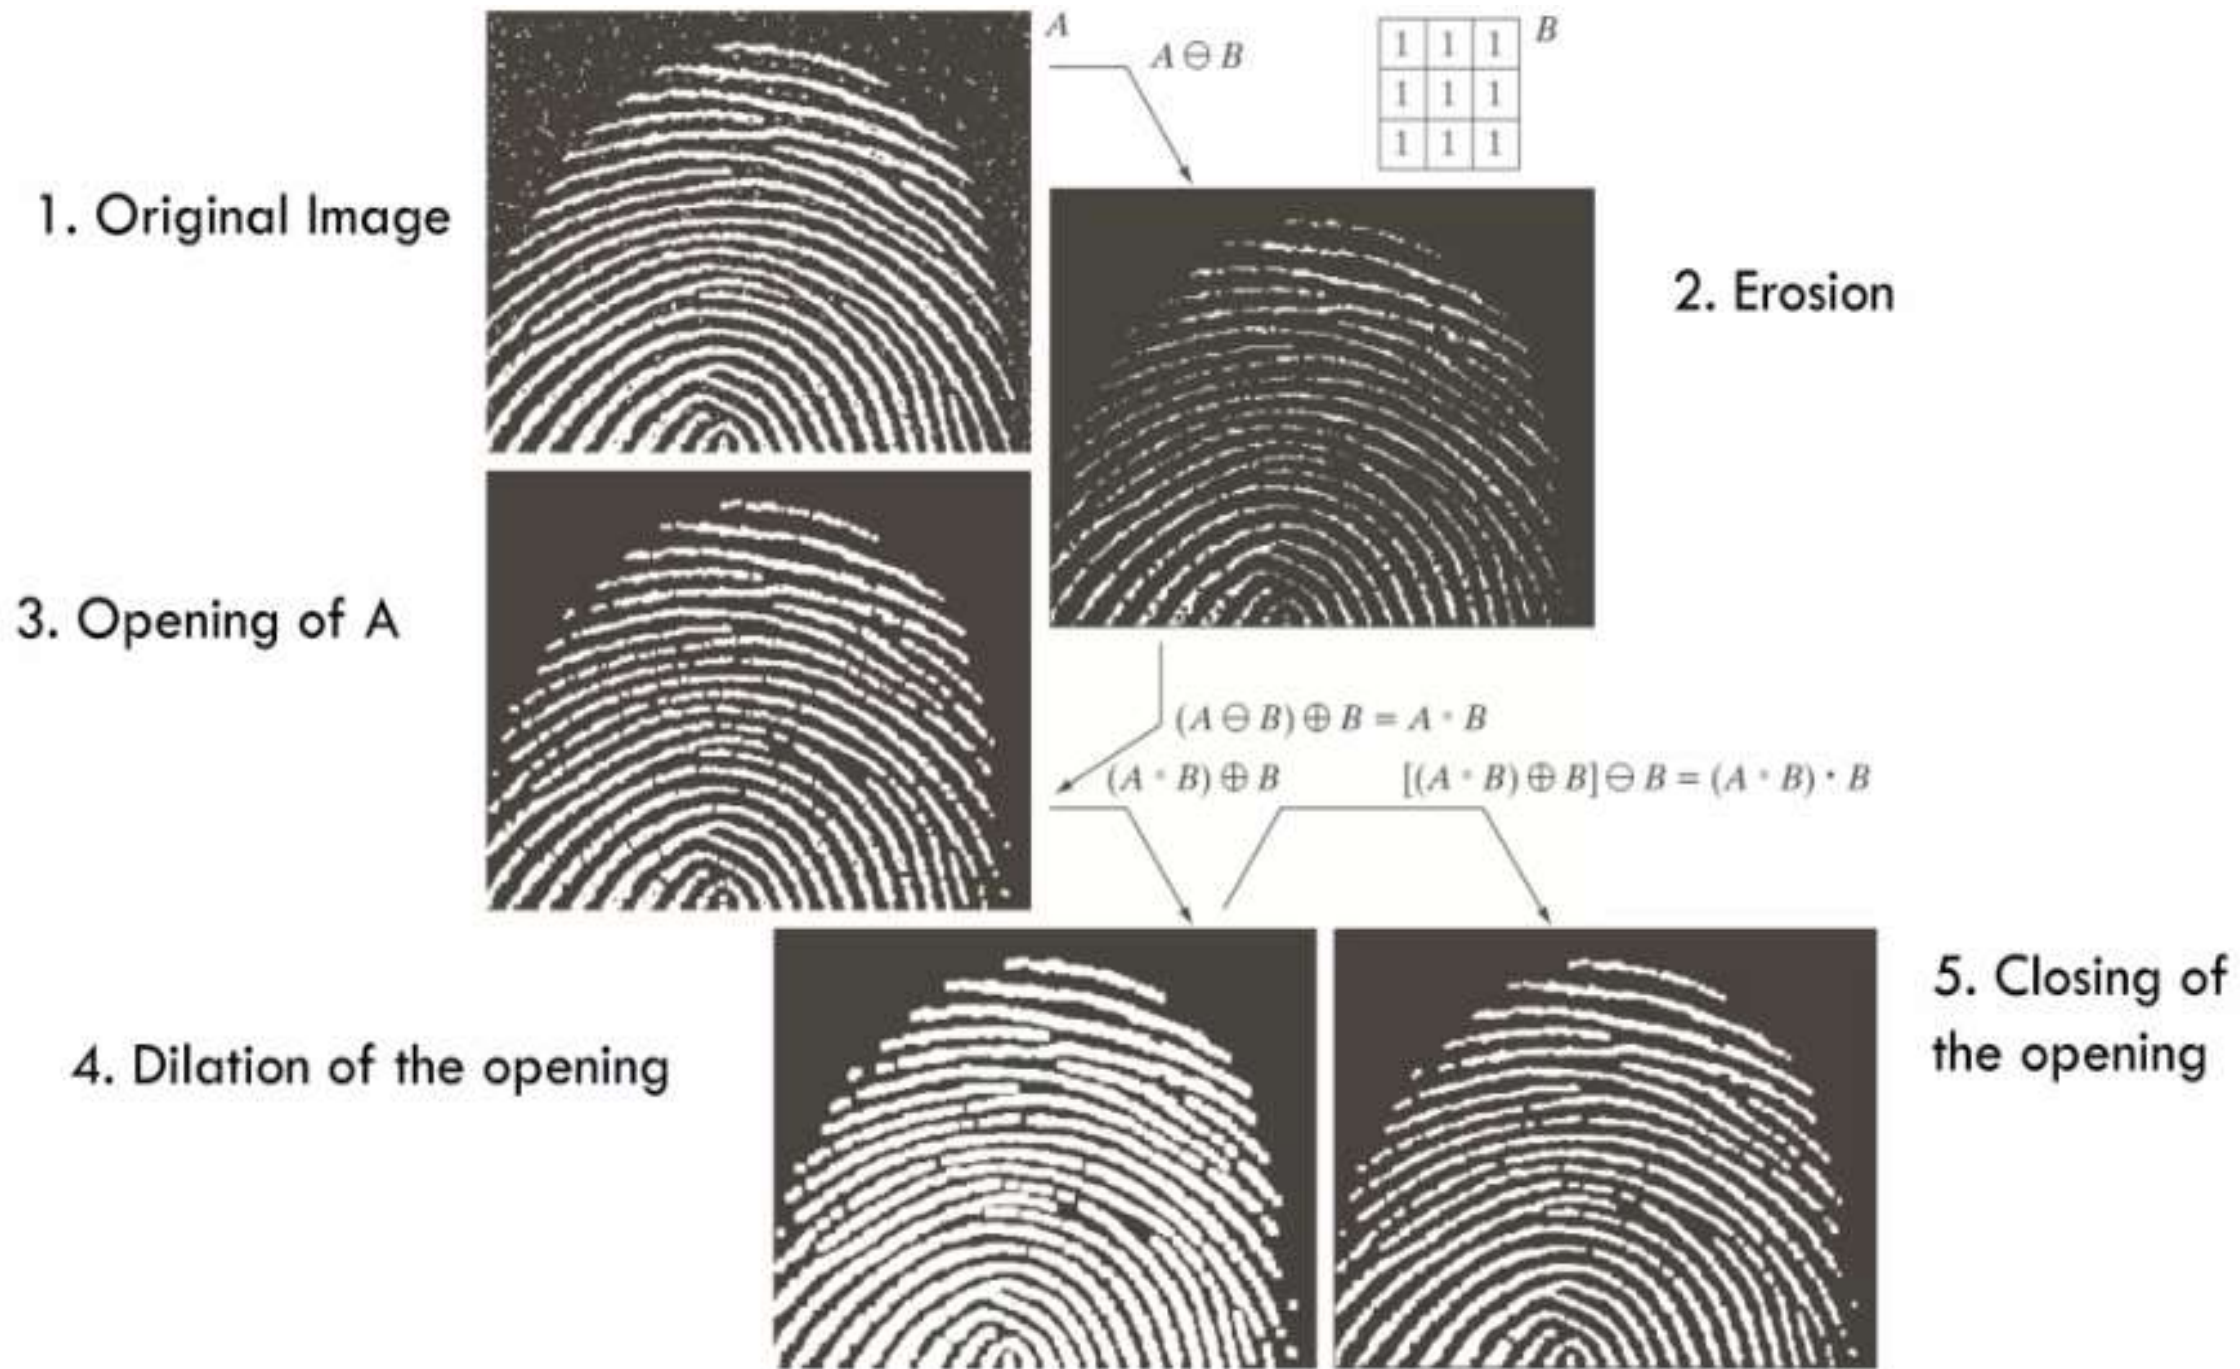 A
A ⊖ B
1 1 1
1 1 1
1 1 1
B
1. Original Image
2. Erosion
3. Opening of A
(A ⊖ B) ⊕ B = A ∘ B
(A ∘ B) ⊕ B
[(A ∘ B) ⊕ B] ⊖ B = (A ∘ B) • B
4. Dilation of the opening
5. Closing of
the opening